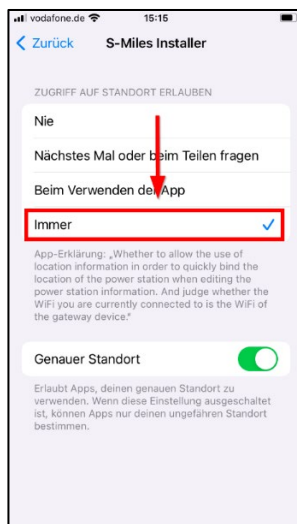 vodafone.de 15:15
Zurück S-Miles Installer
ZUGRIFF AUF STANDORT ERLAUBEN
Nie
Nächstes Mal oder beim Teilen fragen
Beim Verwenden der App
Immer
App-Erklärung: „Whether to allow the use of
location information in order to quickly bind the
location of the power station when editing the
power station information. And judge whether the
WiFi you are currently connected to is the WiFi of
the gateway device.“
Genauer Standort
Erlaubt Apps, deinen genauen Standort zu
verwenden. Wenn diese Einstellung ausgeschaltet
ist, können Apps nur deinen ungefähren Standort
bestimmen.